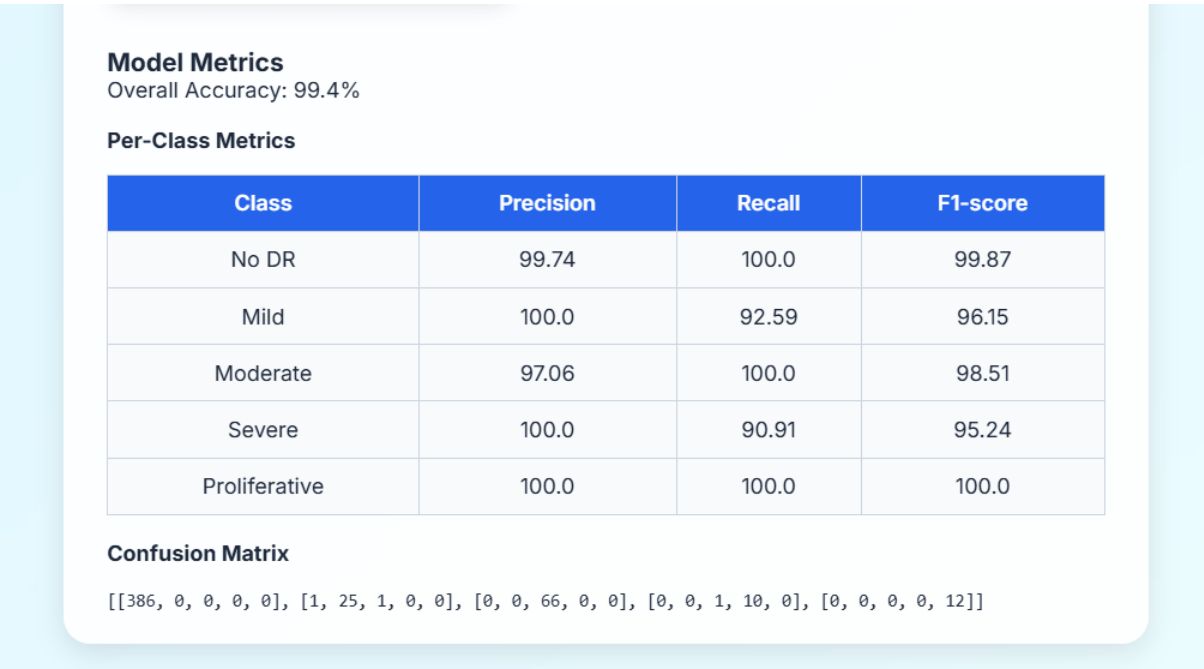 Model Metrics
Overall Accuracy: 99.4%
Per-Class Metrics
Class Precision Recall F1-score
No DR 99.74 100.0 99.87
Mild 100.0 92.59 96.15
Moderate 97.06 100.0 98.51
Severe 100.0 90.91 95.24
Proliferative 100.0 100.0 100.0
Confusion Matrix
[[386, 0, 0, 0, 0], [1, 25, 1, 0, 0], [0, 0, 66, 0, 0], [0, 0, 1, 10, 0], [0, 0, 0, 0, 12]]